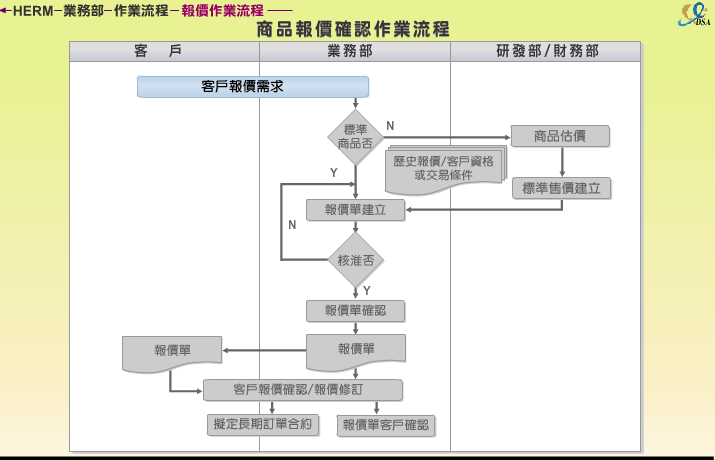 HERM－業務部－作業流程－報價作業流程
DSA
商品報價確認作業流程
客 戶
業務部
研發部/財務部
客戶報價需求
標準
商品否
N
商品估價
歷史報價/客戶資格
或交易條件
Y
標準售價建立
報價單建立
N
核准否
Y
報價單確認
報價單
報價單
客戶報價確認/報價修訂
擬定長期訂單合約
報價單客戶確認